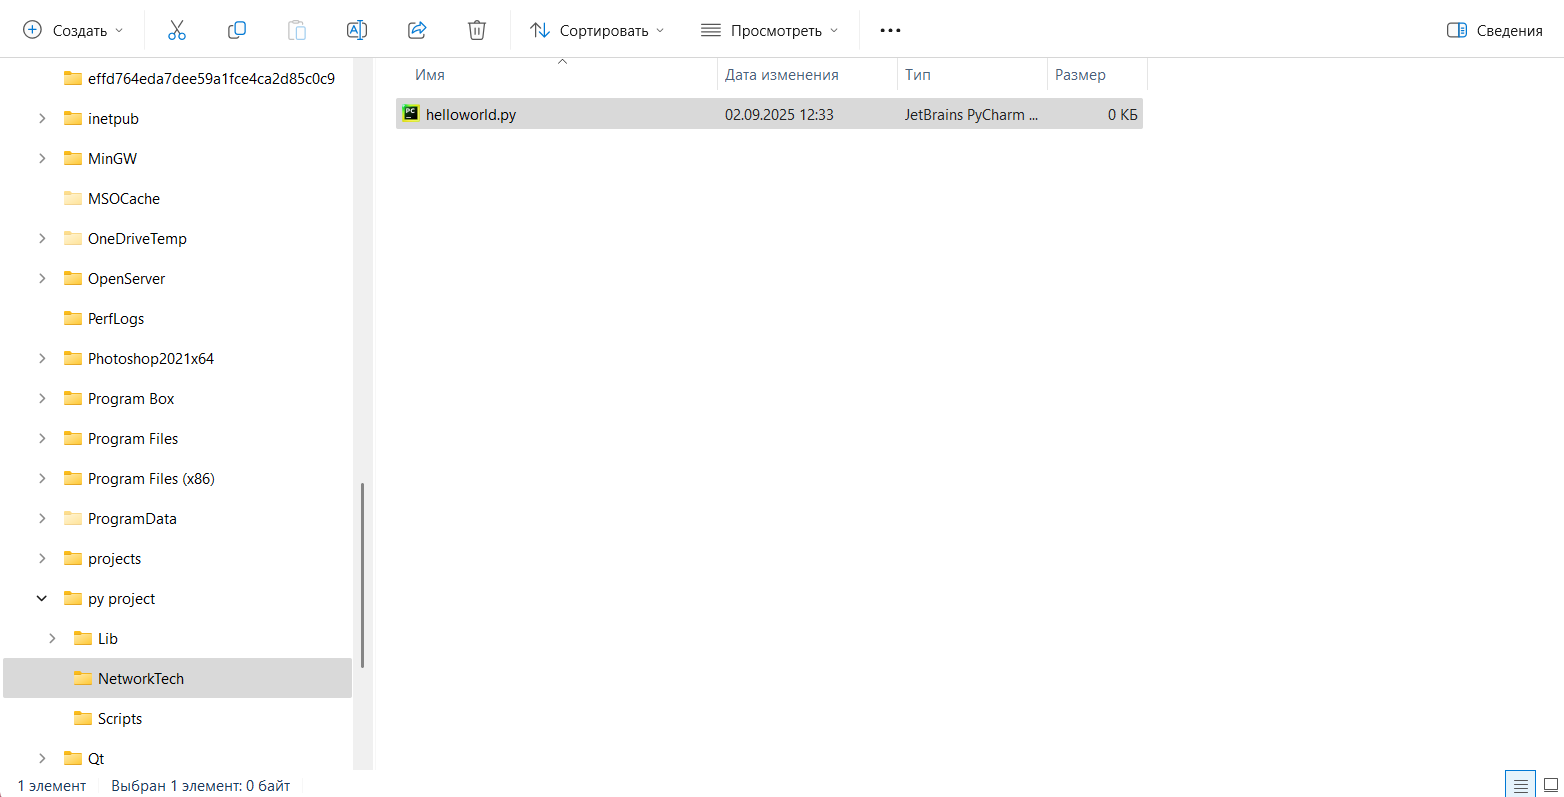 Создать
Сортировать
Просмотреть
Сведения
effd764eda7dee59a1fce4ca2d85c0c9
inetpub
MinGW
MSOCache
OneDriveTemp
OpenServer
PerfLogs
Photoshop2021x64
Program Box
Program Files
Program Files (x86)
ProgramData
projects
py project
Lib
NetworkTech
Scripts
Qt
Имя Дата изменения Тип Размер
helloworld.py 02.09.2025 12:33 JetBrains PyCharm ... 0 КБ
1 элемент Выбран 1 элемент: 0 байт